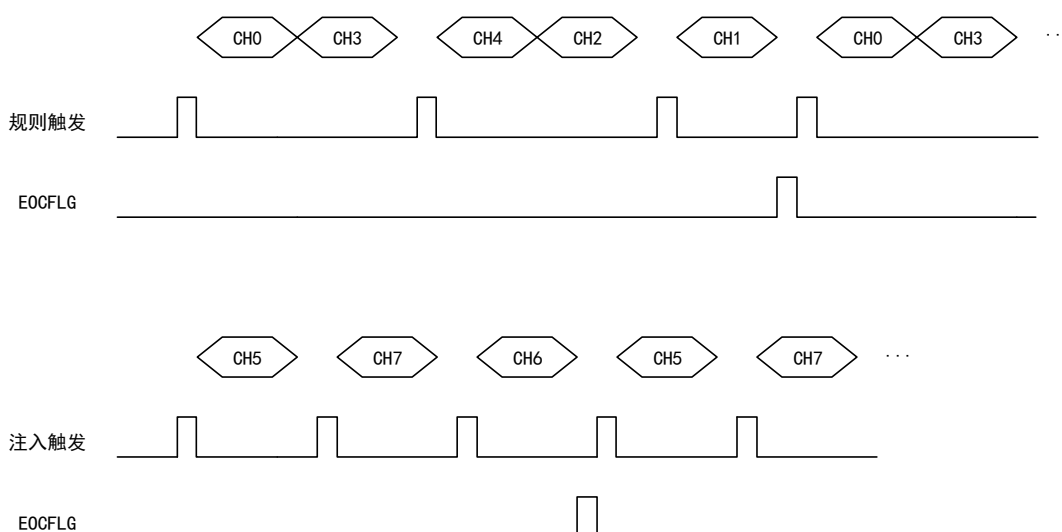 CH0 CH3 CH4 CH2 CH1 CH0 CH3 ··
规则触发
EOCFLG
CH5 CH7 CH6 CH5 CH7 ···
注入触发
EOCFLG